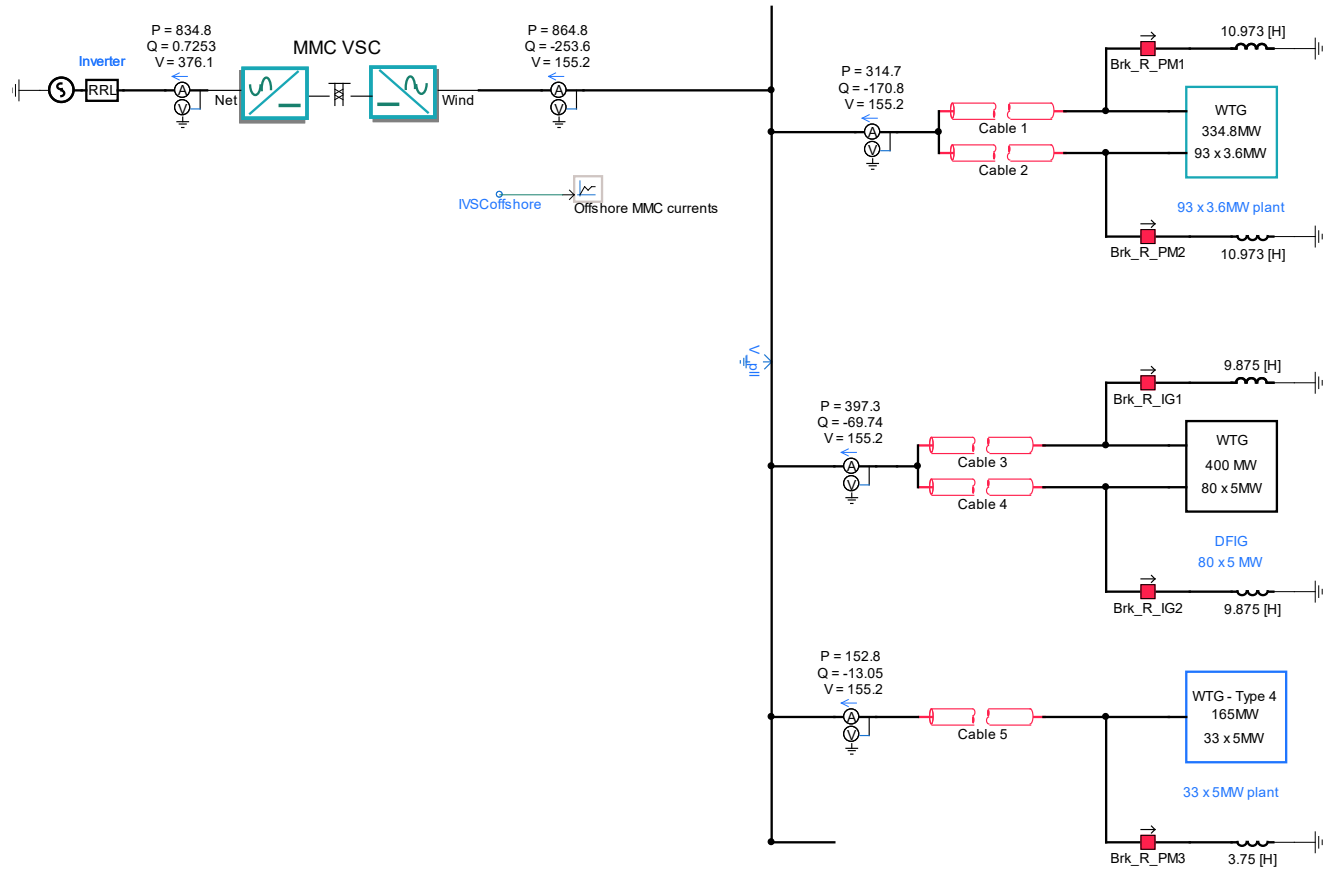 P = 834.8
Q = 0.7253
V = 376.1
Inverter
RRL
A
V
Net
MMC VSC
Wind
P = 864.8
Q = -253.6
V = 155.2
A
V
IVSCoffshore
Offshore MMC currents
P = 314.7
Q = -170.8
V = 155.2
A
V
Cable 1
Cable 2
10.973 [H]
Brk_R_PM1
WTG
334.8MW
93 x 3.6MW
93 x 3.6MW plant
Brk_R_PM2
10.973 [H]
V_pll
P = 397.3
Q = -69.74
V = 155.2
A
V
Cable 3
Cable 4
9.875 [H]
Brk_R_IG1
WTG
400 MW
80 x 5MW
DFIG
80 x 5 MW
Brk_R_IG2
9.875 [H]
P = 152.8
Q = -13.05
V = 155.2
A
V
Cable 5
WTG - Type 4
165MW
33 x 5MW
33 x 5MW plant
Brk_R_PM3
3.75 [H]